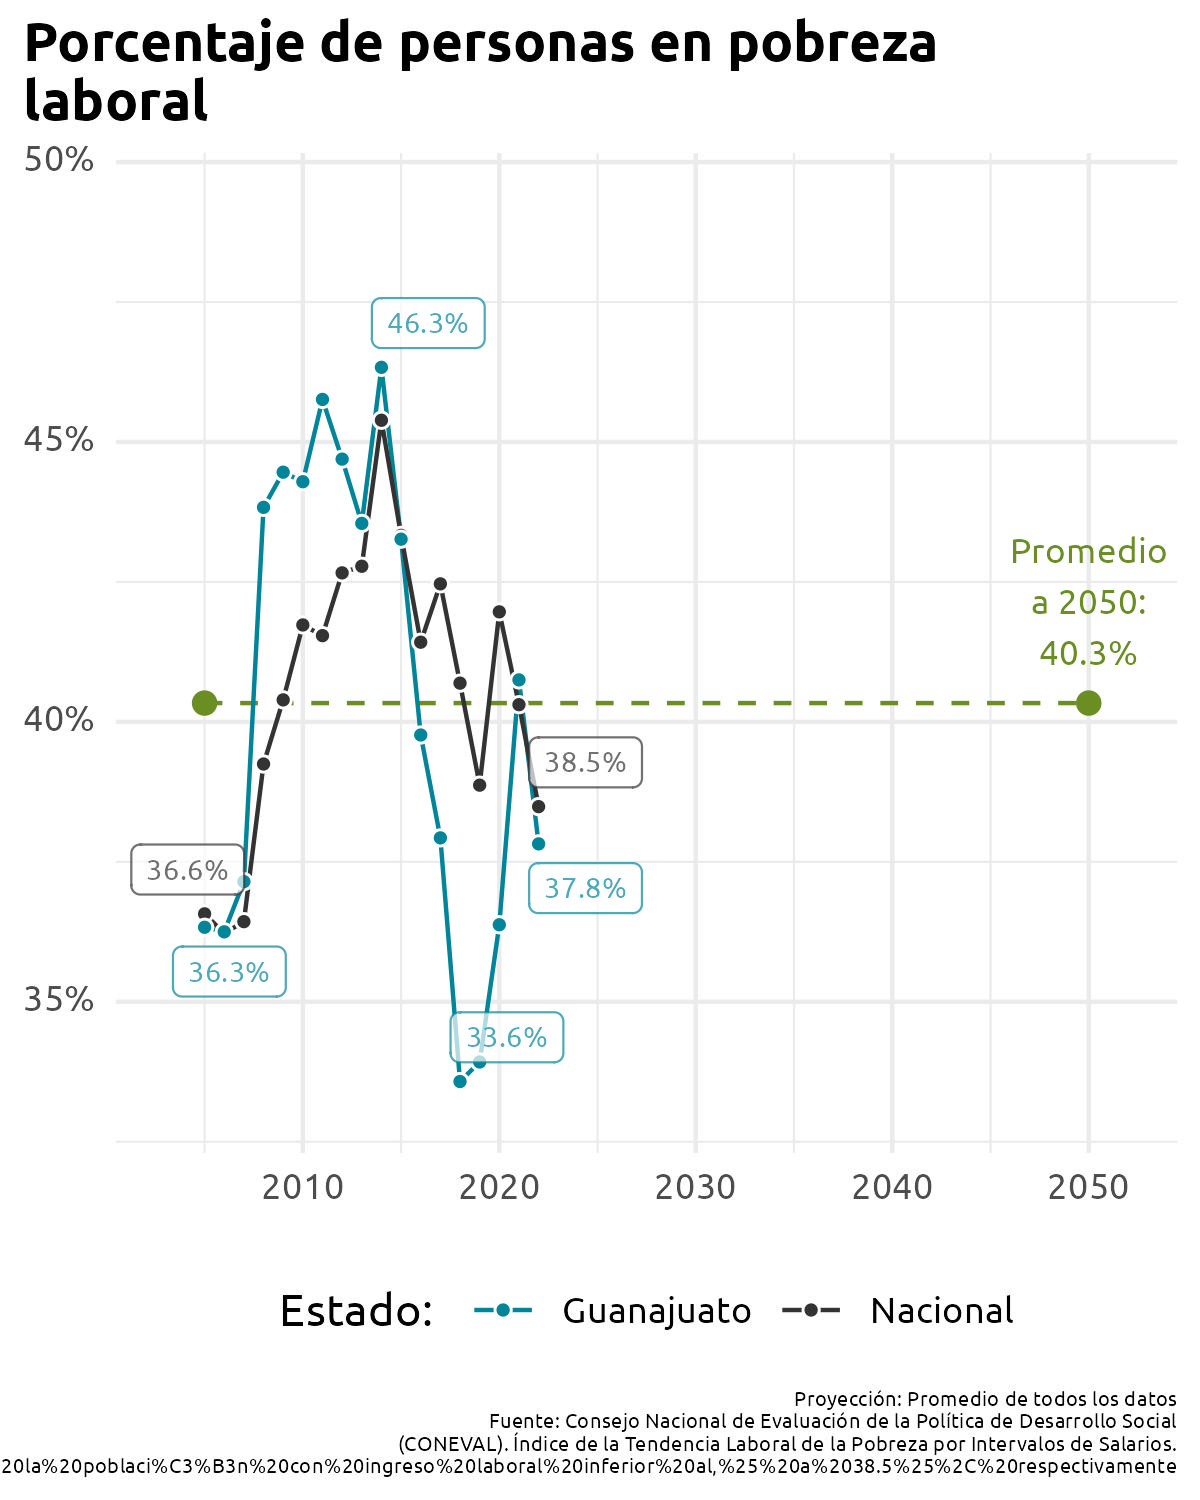 Porcentaje de personas en pobreza
laboral
50%
46.3%
45%
Promedio
a 2050:
40.3%
40%
38.5%
36.6%
37.8%
36.3%
35%
33.6%
2010 2020 2030 2040 2050
Estado: Guanajuato Nacional
Proyección: Promedio de todos los datos
Fuente: Consejo Nacional de Evaluación de la Política de Desarrollo Social
(CONEVAL). Índice de la Tendencia Laboral de la Pobreza por Intervalos de Salarios.
20la%20poblaci%C3%B3n%20con%20ingreso%20laboral%20inferior%20al,%25%20a%2038.5%25%2C%20respectivamente